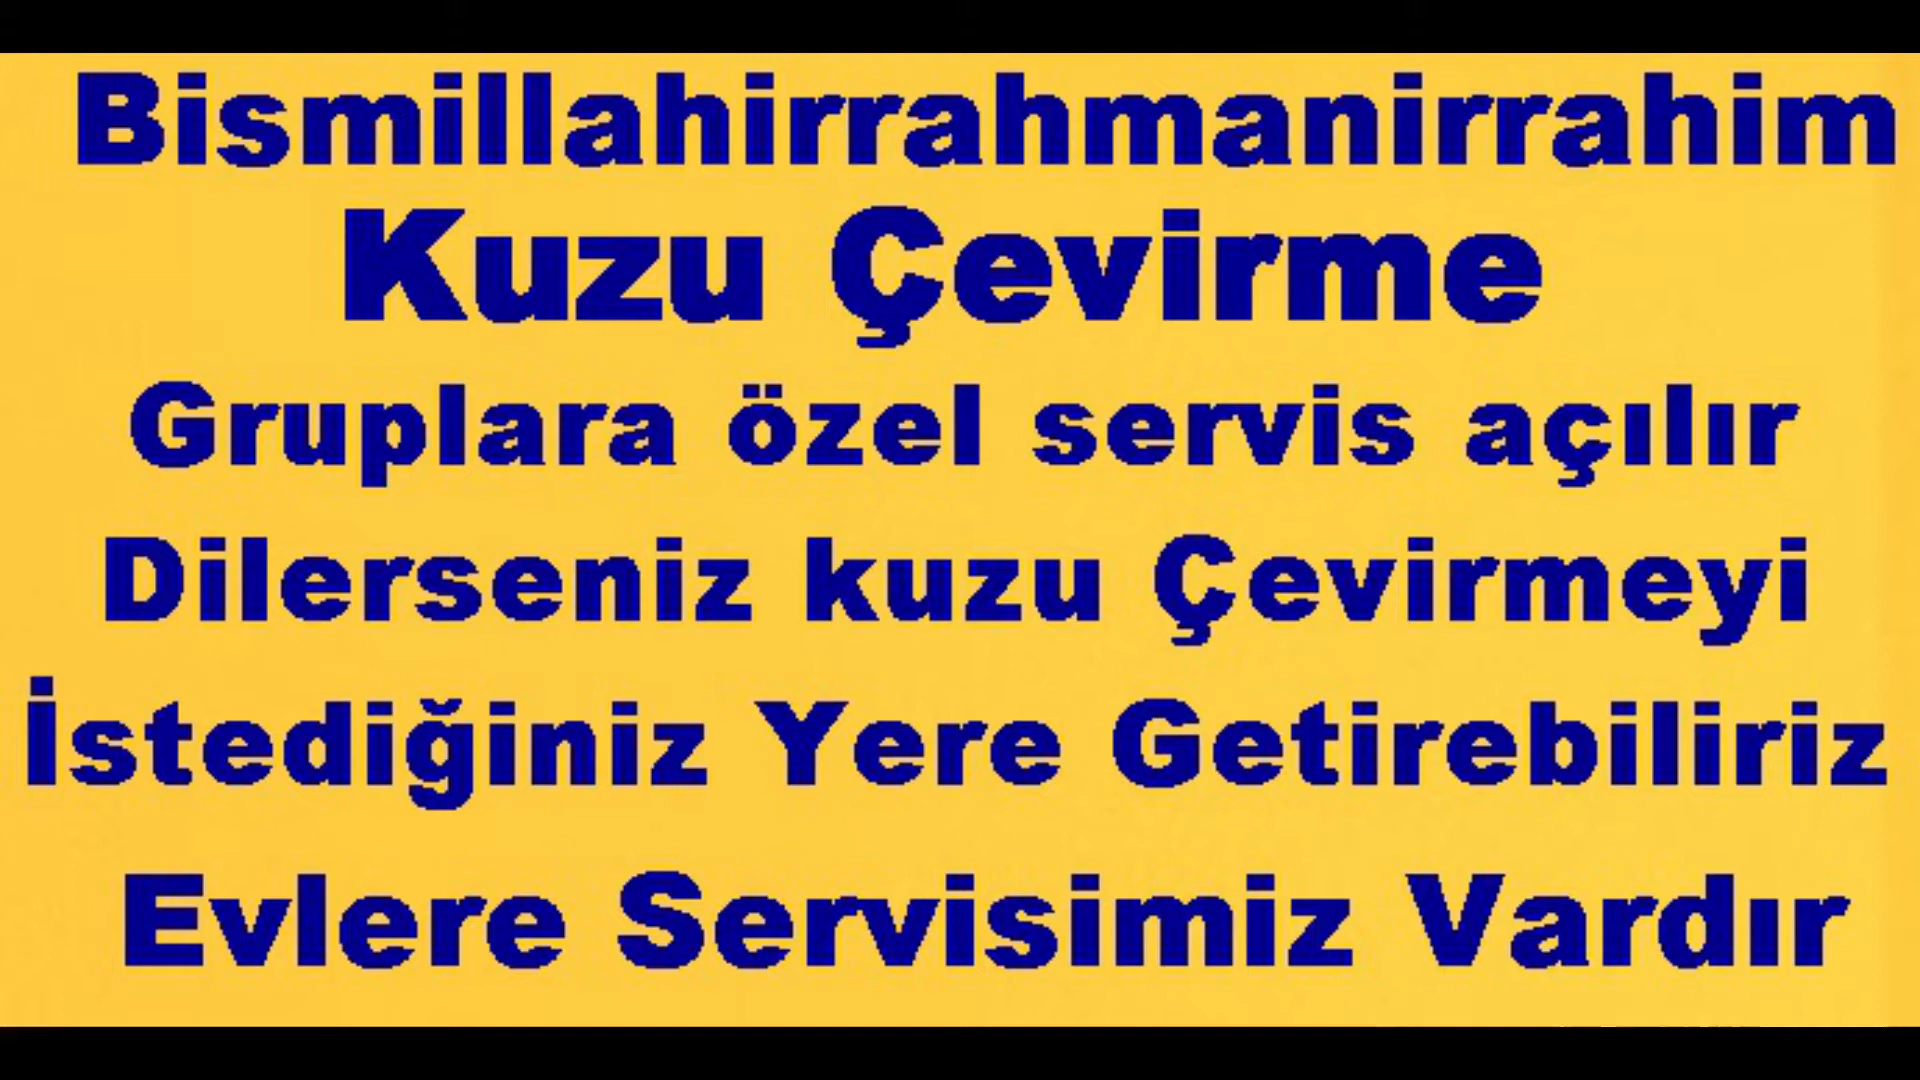 Bismillahirrahmanirrahim
Kuzu Çevirme
Gruplara özel servis açılır
Dilerseniz kuzu Çevirmeyi
İstediğiniz Yere Getirebiliriz
Evlere Servisimiz Vardır